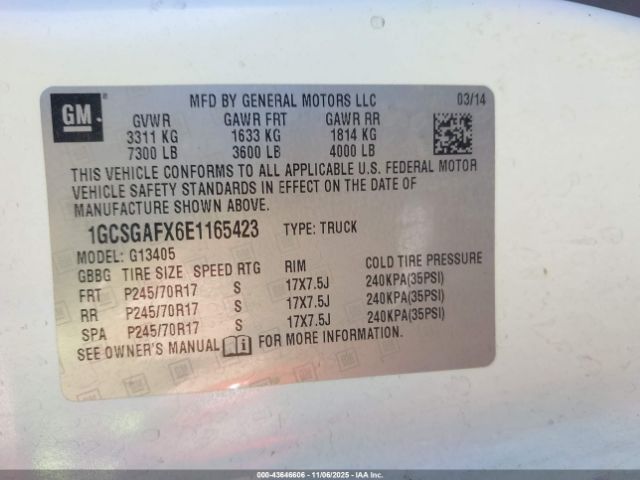 GM
MFD BY GENERAL MOTORS LLC 03/14
GVWR GAWR FRT GAWR RR
3311 KG 1633 KG 1814 KG
7300 LB 3600 LB 4000 LB
THIS VEHICLE CONFORMS TO ALL APPLICABLE U.S. FEDERAL MOTOR
VEHICLE SAFETY STANDARDS IN EFFECT ON THE DATE OF
MANUFACTURE SHOWN ABOVE.
1GCSGAFX6E1165423 TYPE: TRUCK
MODEL: G13405
GBBG TIRE SIZE SPEED RTG RIM COLD TIRE PRESSURE
FRT P245/70R17 S 17X7.5J 240KPA(35PSI)
RR P245/70R17 S 17X7.5J 240KPA(35PSI)
SPA P245/70R17 S 17X7.5J 240KPA(35PSI)
SEE OWNER'S MANUAL FOR MORE INFORMATION.
000-43646606 - 11/06/2025 - IAA Inc.